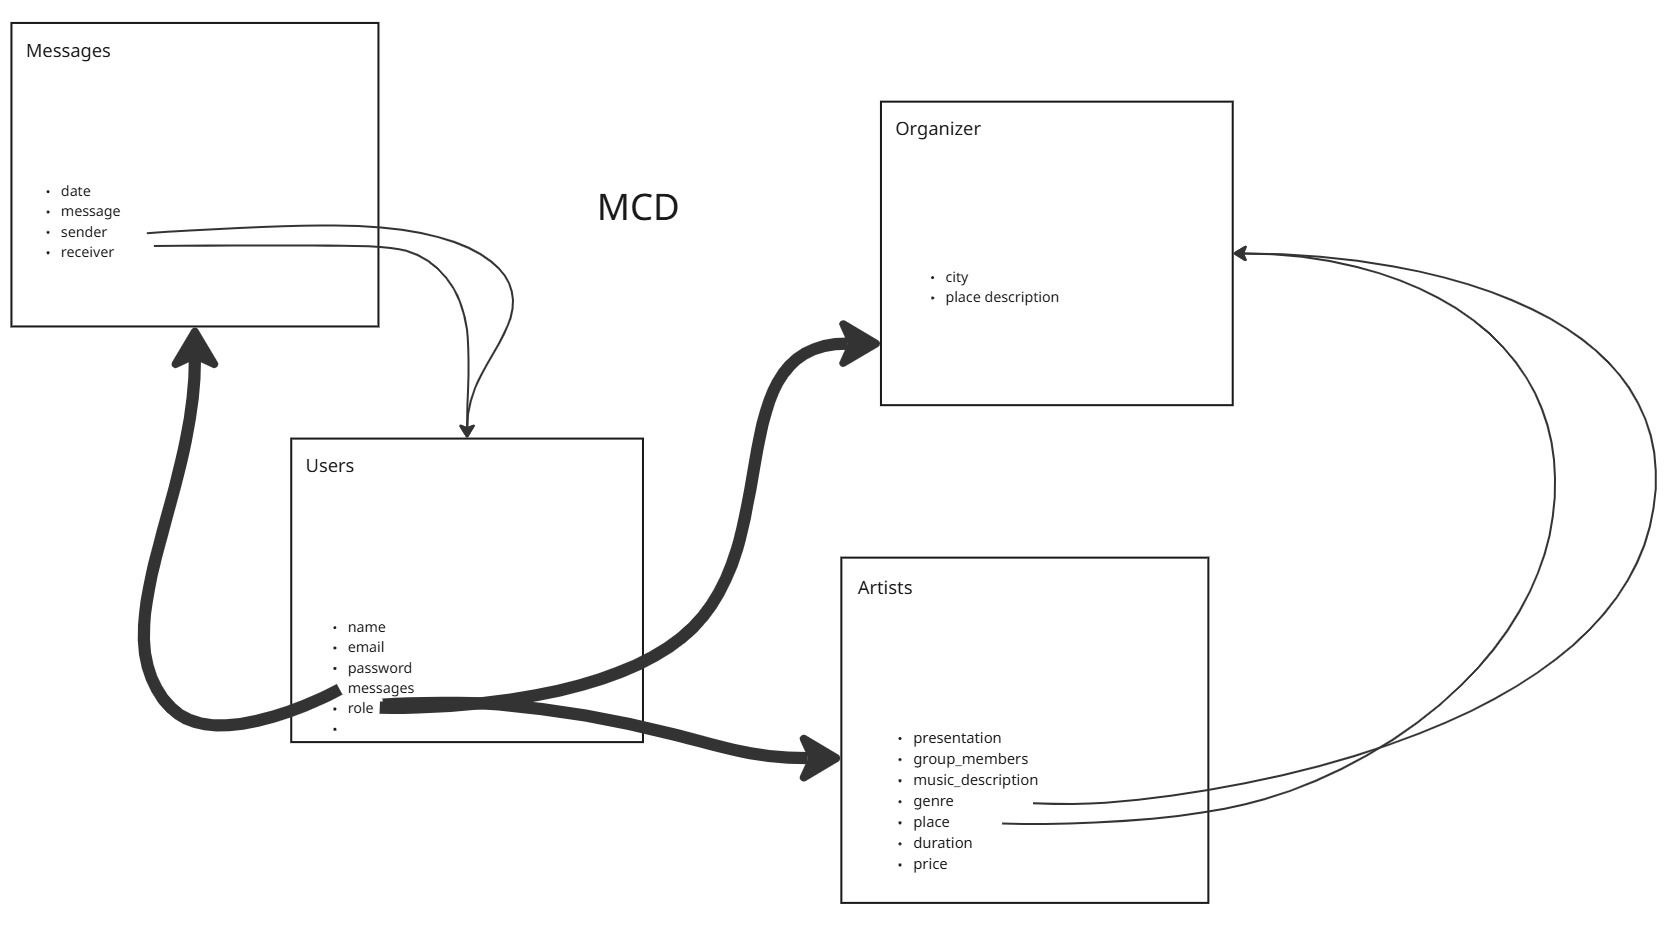 Messages
date
message
sender
receiver
MCD
Organizer
city
place description
Users
name
email
password
messages
role
Artists
presentation
group_members
music_description
genre
place
duration
price